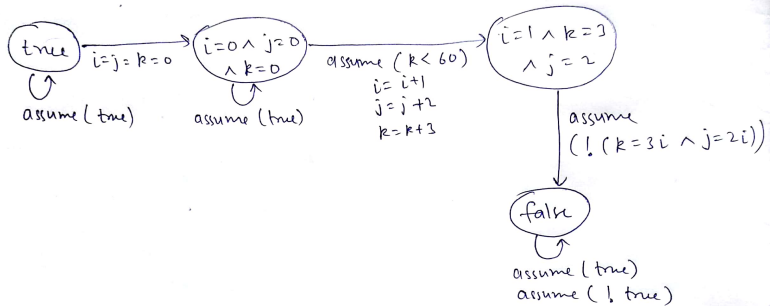 true
i=j=k=0
assume (true)
i=0 ∧ j=0
∧ k=0
assume (true)
assume (k<60)
i= i+1
j= j+2
k=k+3
i=1 ∧ k=3
∧ j=2
assume
(! (k=3i ∧ j=2i))
false
assume (true)
assume (! true)